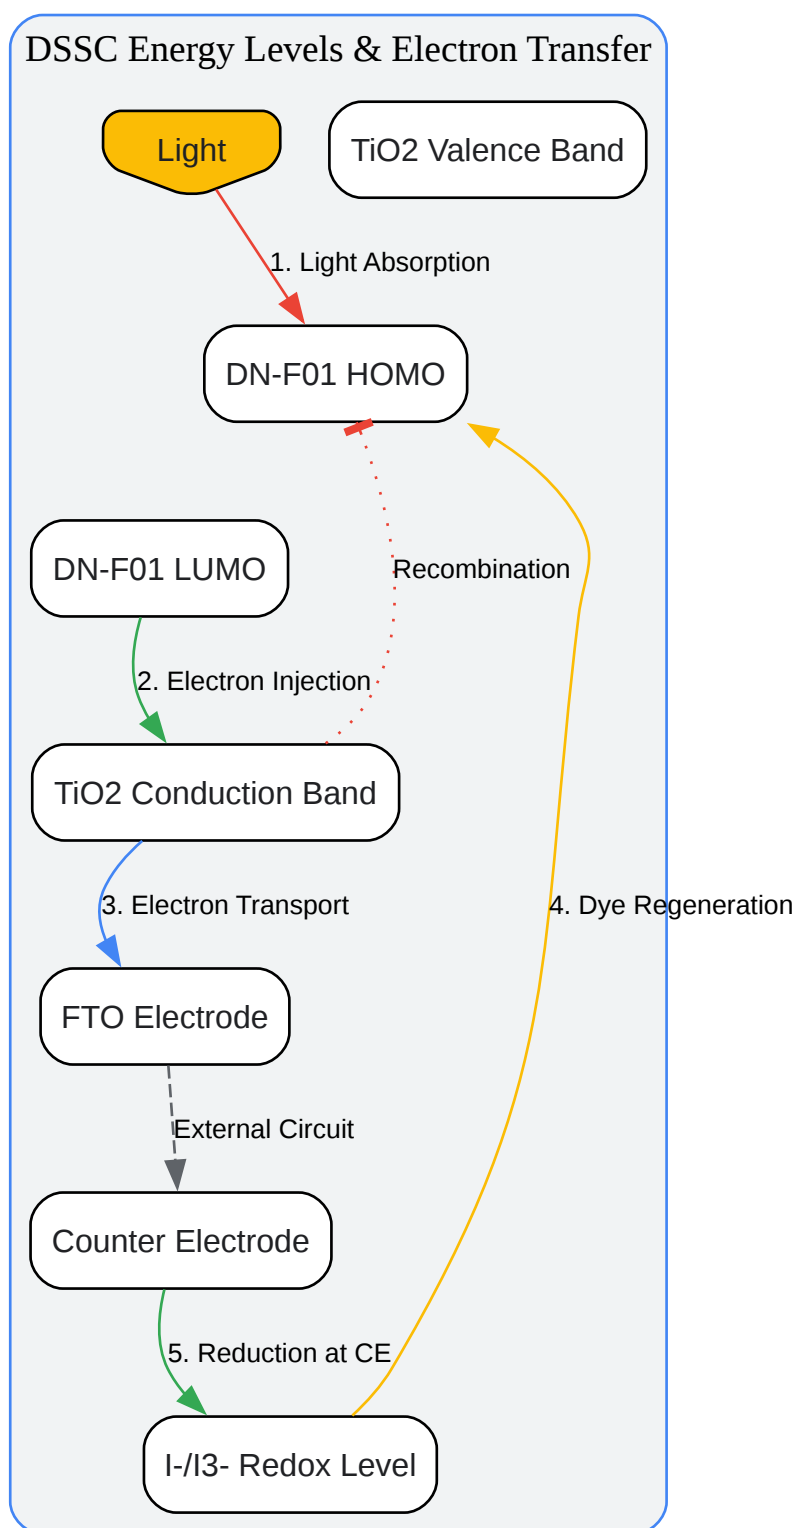 DSSC Energy Levels & Electron Transfer
Light
TiO2 Valence Band
1. Light Absorption
DN-F01 HOMO
DN-F01 LUMO
Recombination
2. Electron Injection
TiO2 Conduction Band
3. Electron Transport
4. Dye Regeneration
FTO Electrode
External Circuit
Counter Electrode
5. Reduction at CE
I-/I3- Redox Level